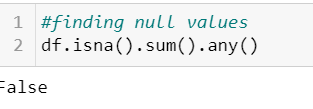 1 #finding null values
2 df.isna().sum().any()
False